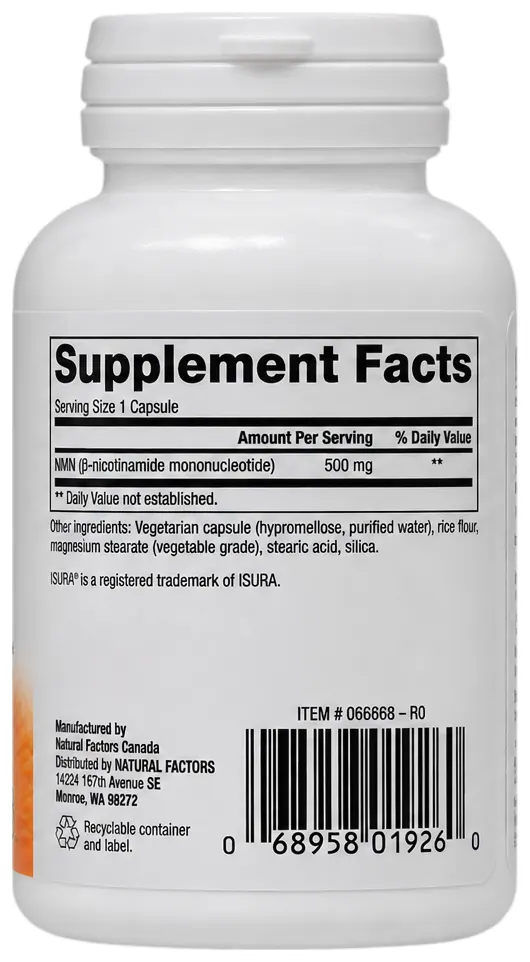 Supplement Facts
Serving Size 1 Capsule
Amount Per Serving % Daily Value
NMN (β-nicotinamide mononucleotide) 500 mg **
** Daily Value not established.
Other ingredients: Vegetarian capsule (hypromellose, purified water), rice flour,
magnesium stearate (vegetable grade), stearic acid, silica.
ISURA® is a registered trademark of ISURA.
ITEM # 066668 – R0
Manufactured by
Natural Factors Canada
Distributed by NATURAL FACTORS
14224 167th Avenue SE
Monroe, WA 98272
Recyclable container
and label.
0 68958 01926 0